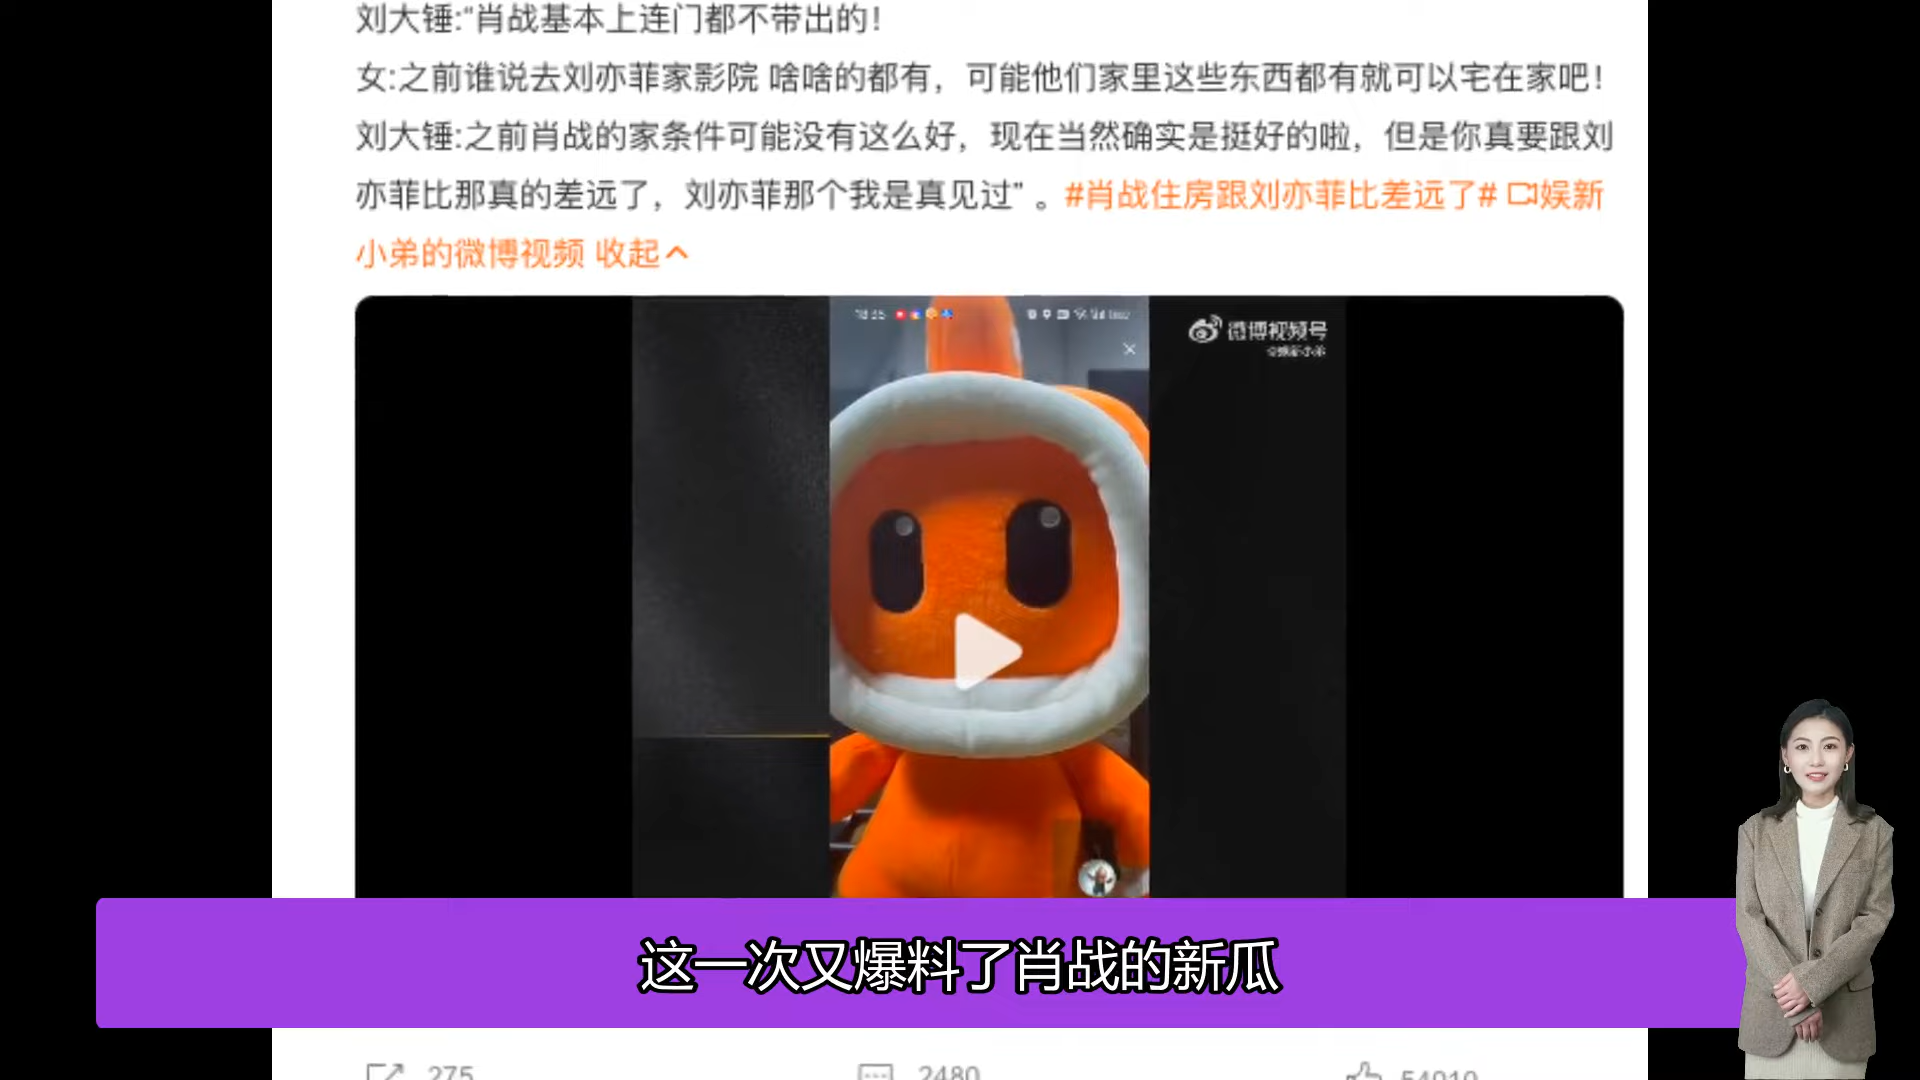 刘大锤:“肖战基本上连门都不带出的！
女:之前谁说去刘亦菲家影院 啥啥的都有，可能他们家里这些东西都有就可以宅在家吧！
刘大锤:之前肖战的家条件可能没有这么好，现在当然确实是挺好的啦，但是你真要跟刘
亦菲比那真的差远了，刘亦菲那个我是真见过” 。#肖战住房跟刘亦菲比差远了# 娱新
小弟的微博视频 收起
微博视频号
@娱新小弟
这一次又爆料了肖战的新瓜
275
2480